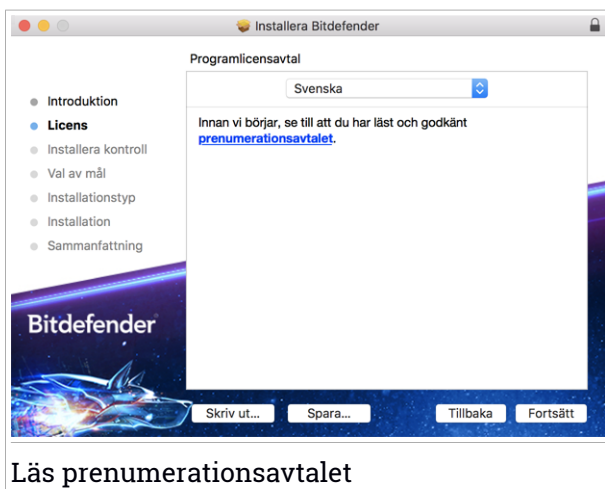 Installera Bitdefender
Programlicensavtal
Svenska
Introduktion
Licens
Installera kontroll
Val av mål
Installationstyp
Installation
Sammanfattning
Innan vi börjar, se till att du har läst och godkänt
prenumerationsavtalet.
Bitdefender
Skriv ut... Spara... Tillbaka Fortsätt
Läs prenumerationsavtalet